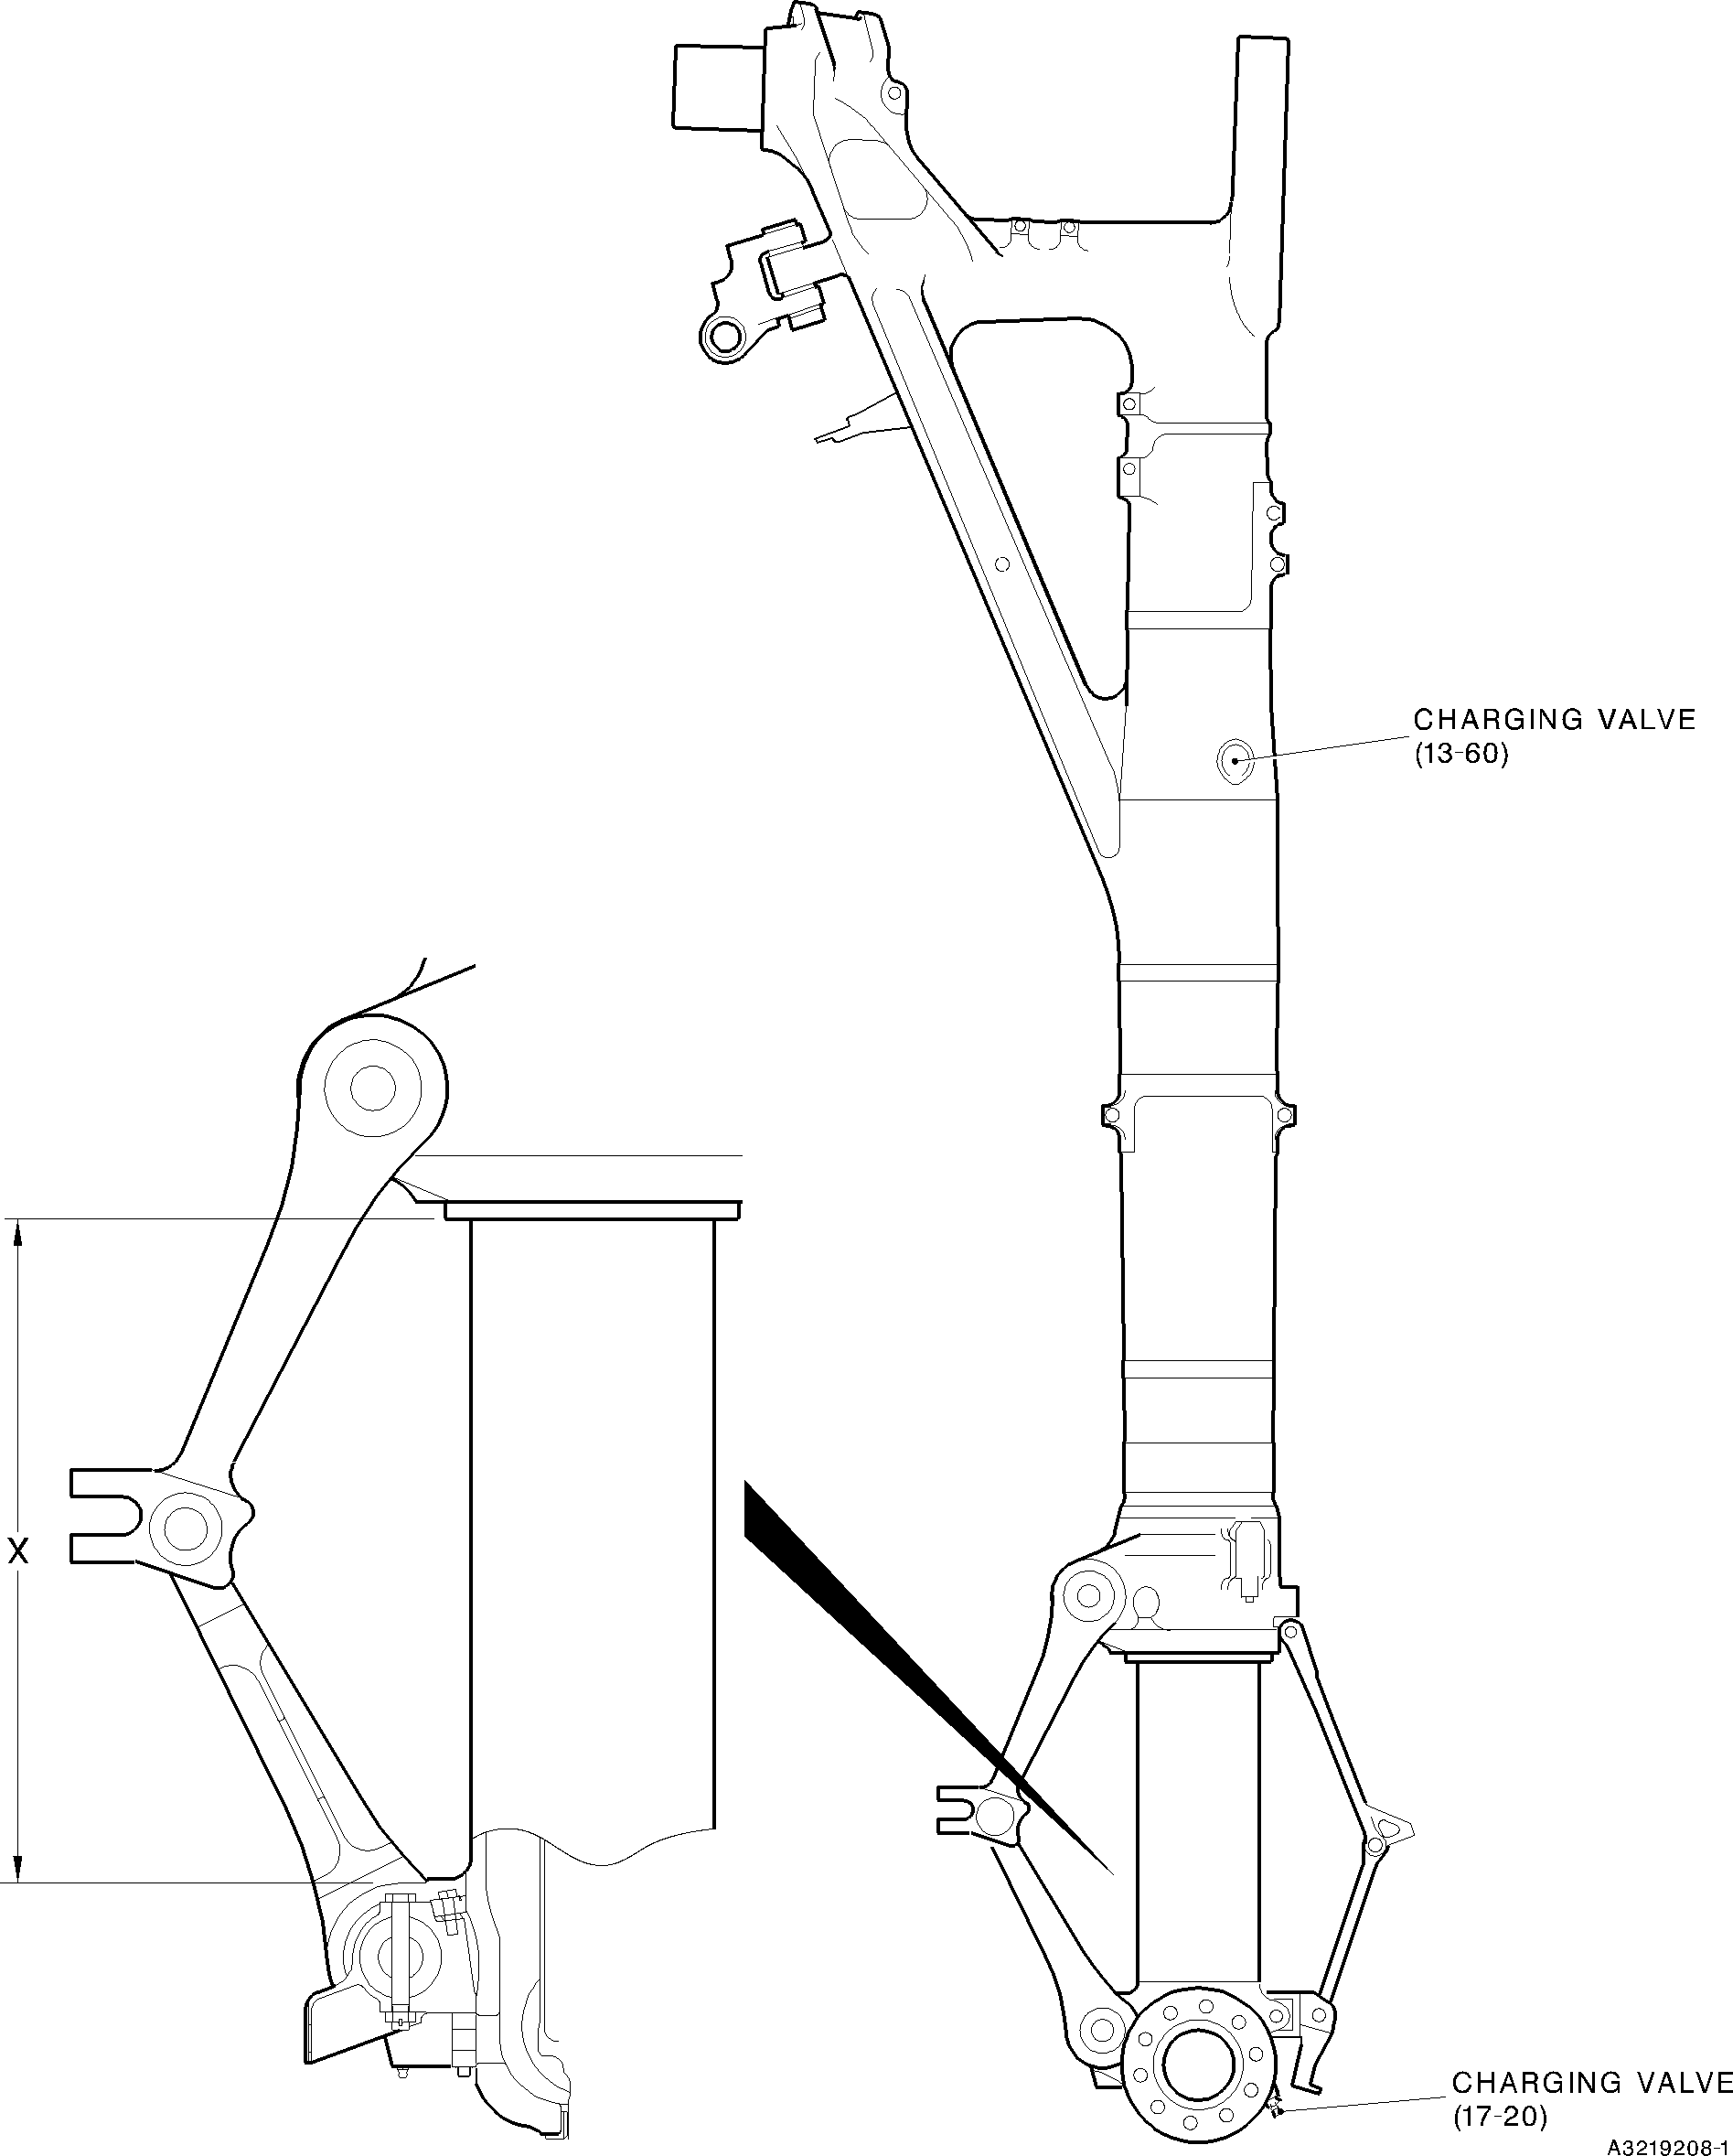 CHARGING VALVE
(13-60)
X
CHARGING VALVE
(17-20)
A3219208-1